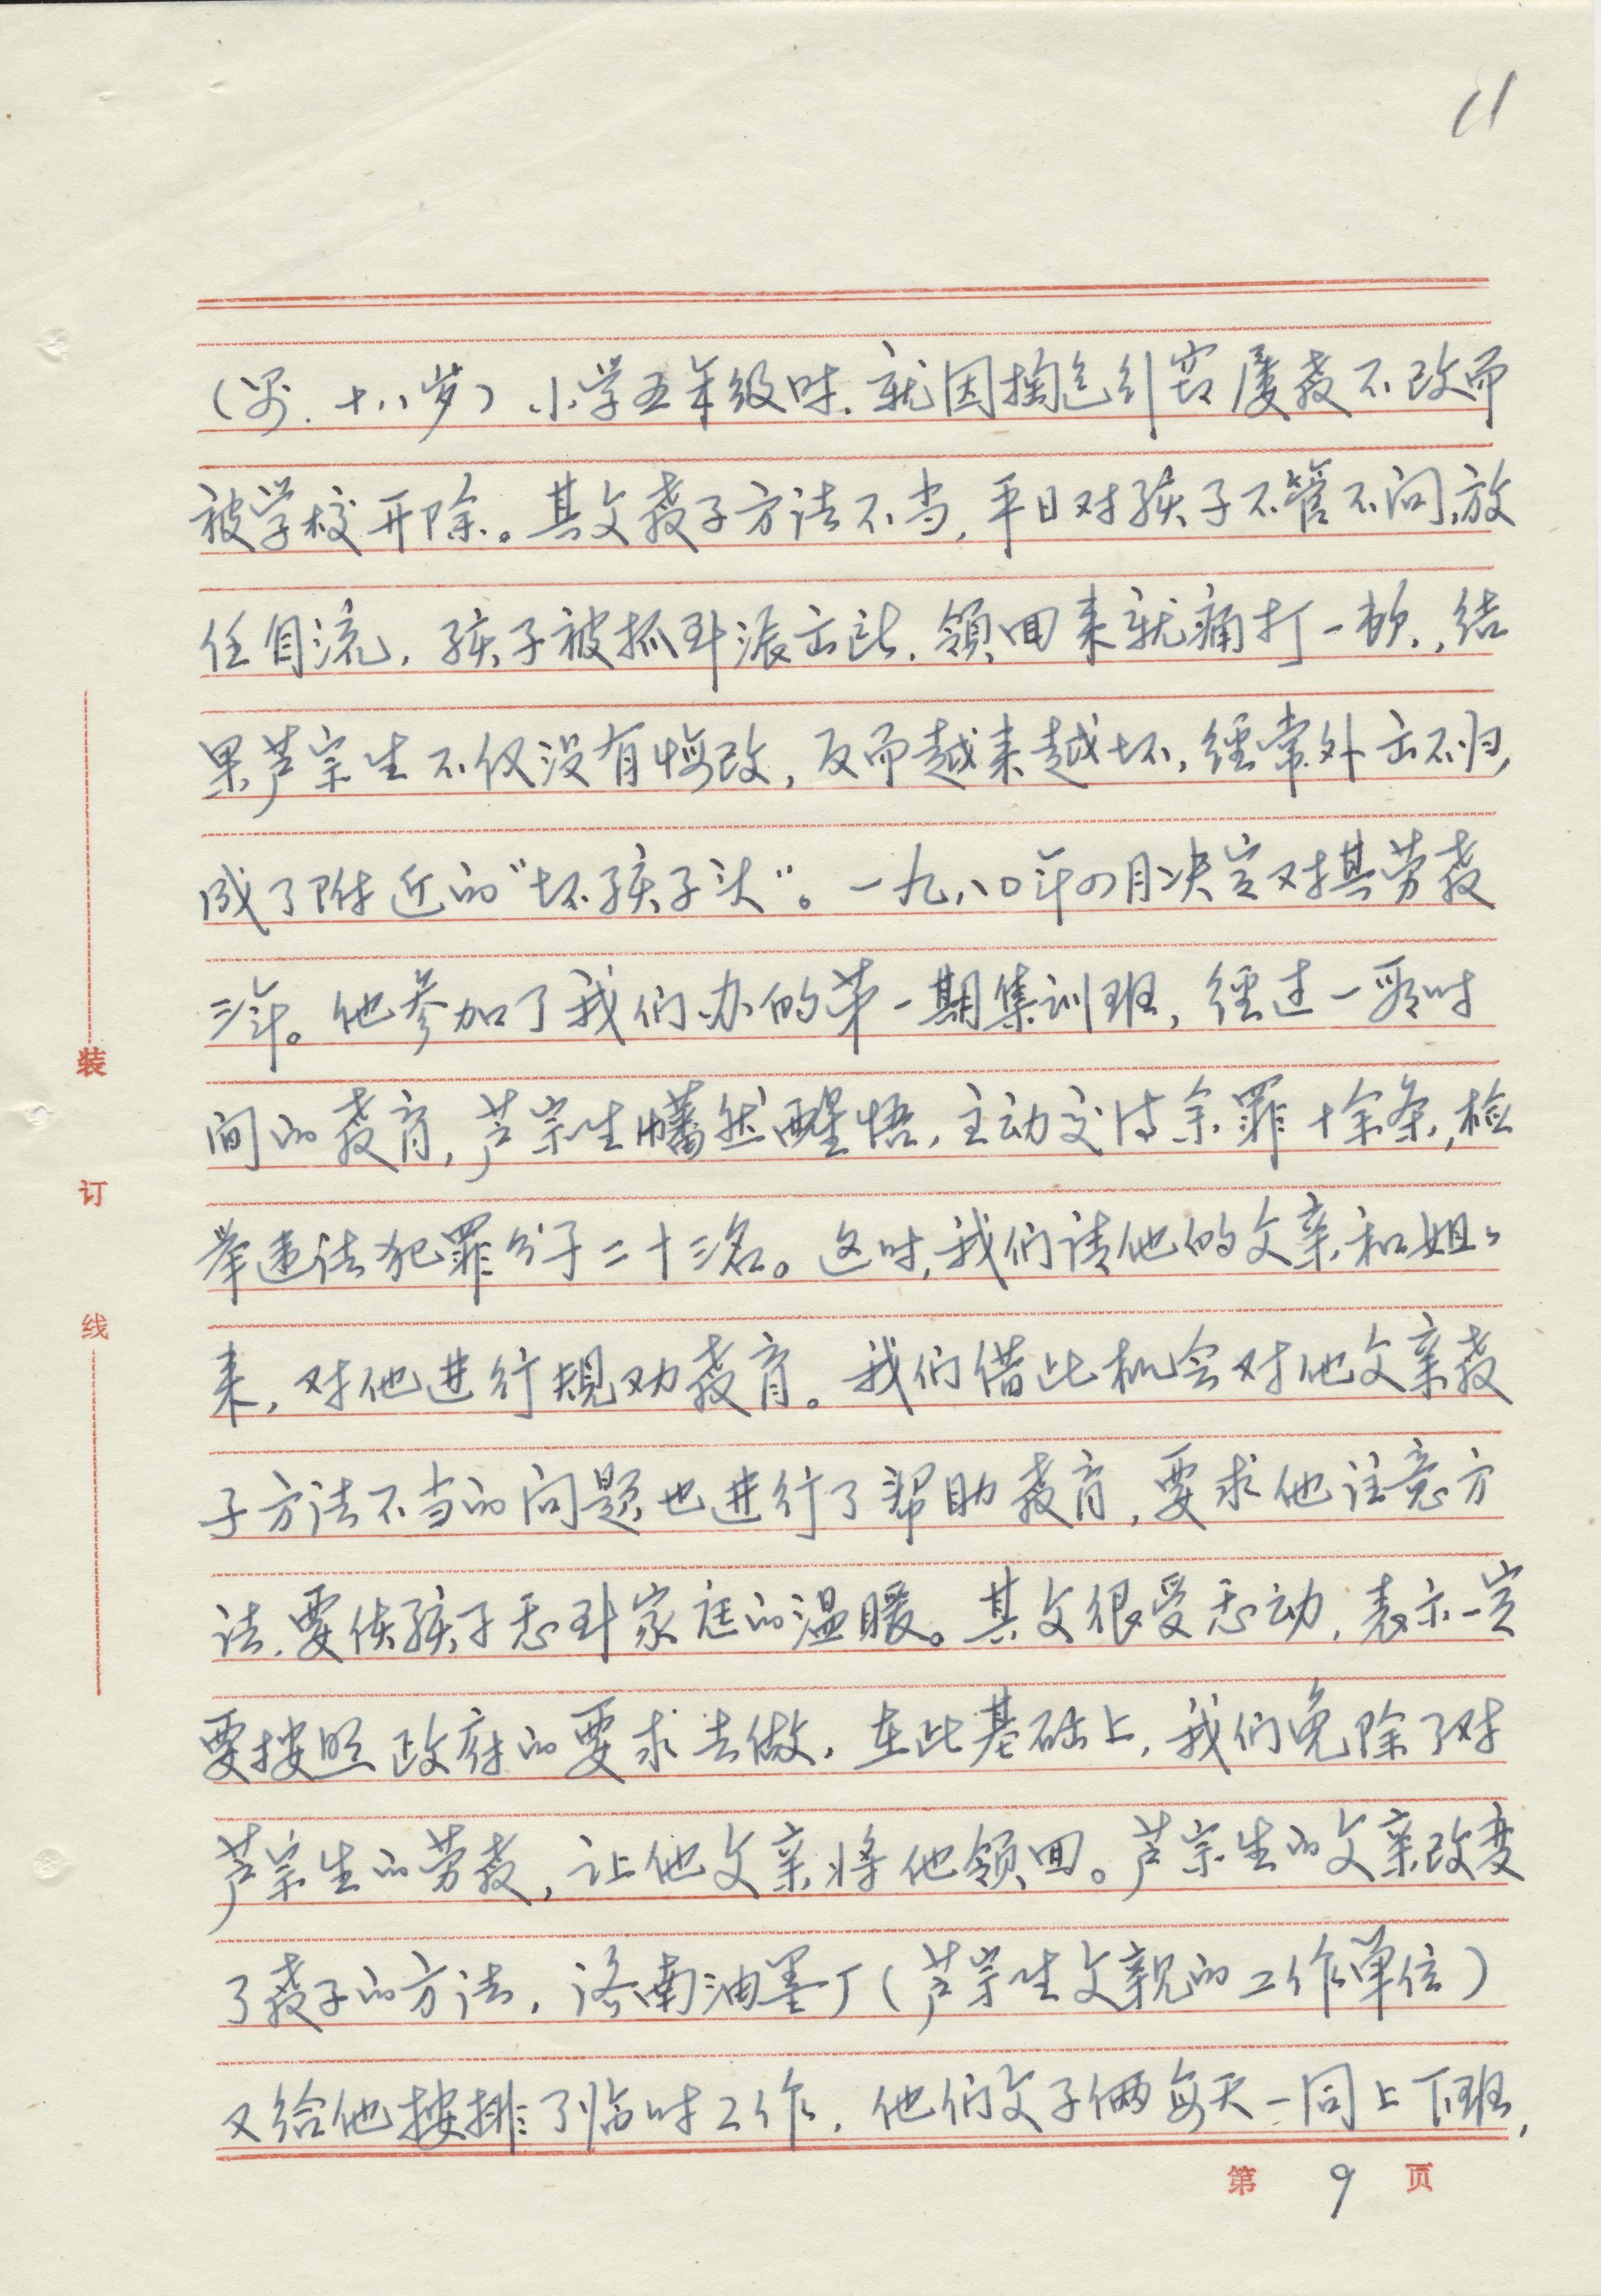 11
（男，十八岁）小学五年级时，就因掏包行窃屡教不改而
被学校开除。其父教子方法不当，平日对孩子不管不问，放
任自流，孩子被抓到派出所，领回来就痛打一顿，结
果芦宗生不仅没有悔改，反而越来越坏，经常外出不归，
成了附近的“坏孩子头”。一九八〇年四月决定对其劳教
三年。他参加了我们办的第一期集训班，经过一段时
间的教育，芦宗生幡然醒悟，主动交待余罪十余条，检
举违法犯罪分子二十三名。这时，我们请他的父亲和姐姐
来，对他进行规劝教育。我们借此机会对他父亲教
子方法不当的问题也进行了帮助教育，要求他注意方
法，要使孩子感到家庭的温暖。其父很受感动，表示一定
要按照政府的要求去做，在此基础上，我们免除了对
芦宗生的劳教，让他父亲将他领回。芦宗生的父亲改变
了教子的方法，济南油墨厂（芦宗生父亲的工作单位）
又给他按排了临时工作，他们父子俩每天一同上下班，
第 9 页
装
订
线